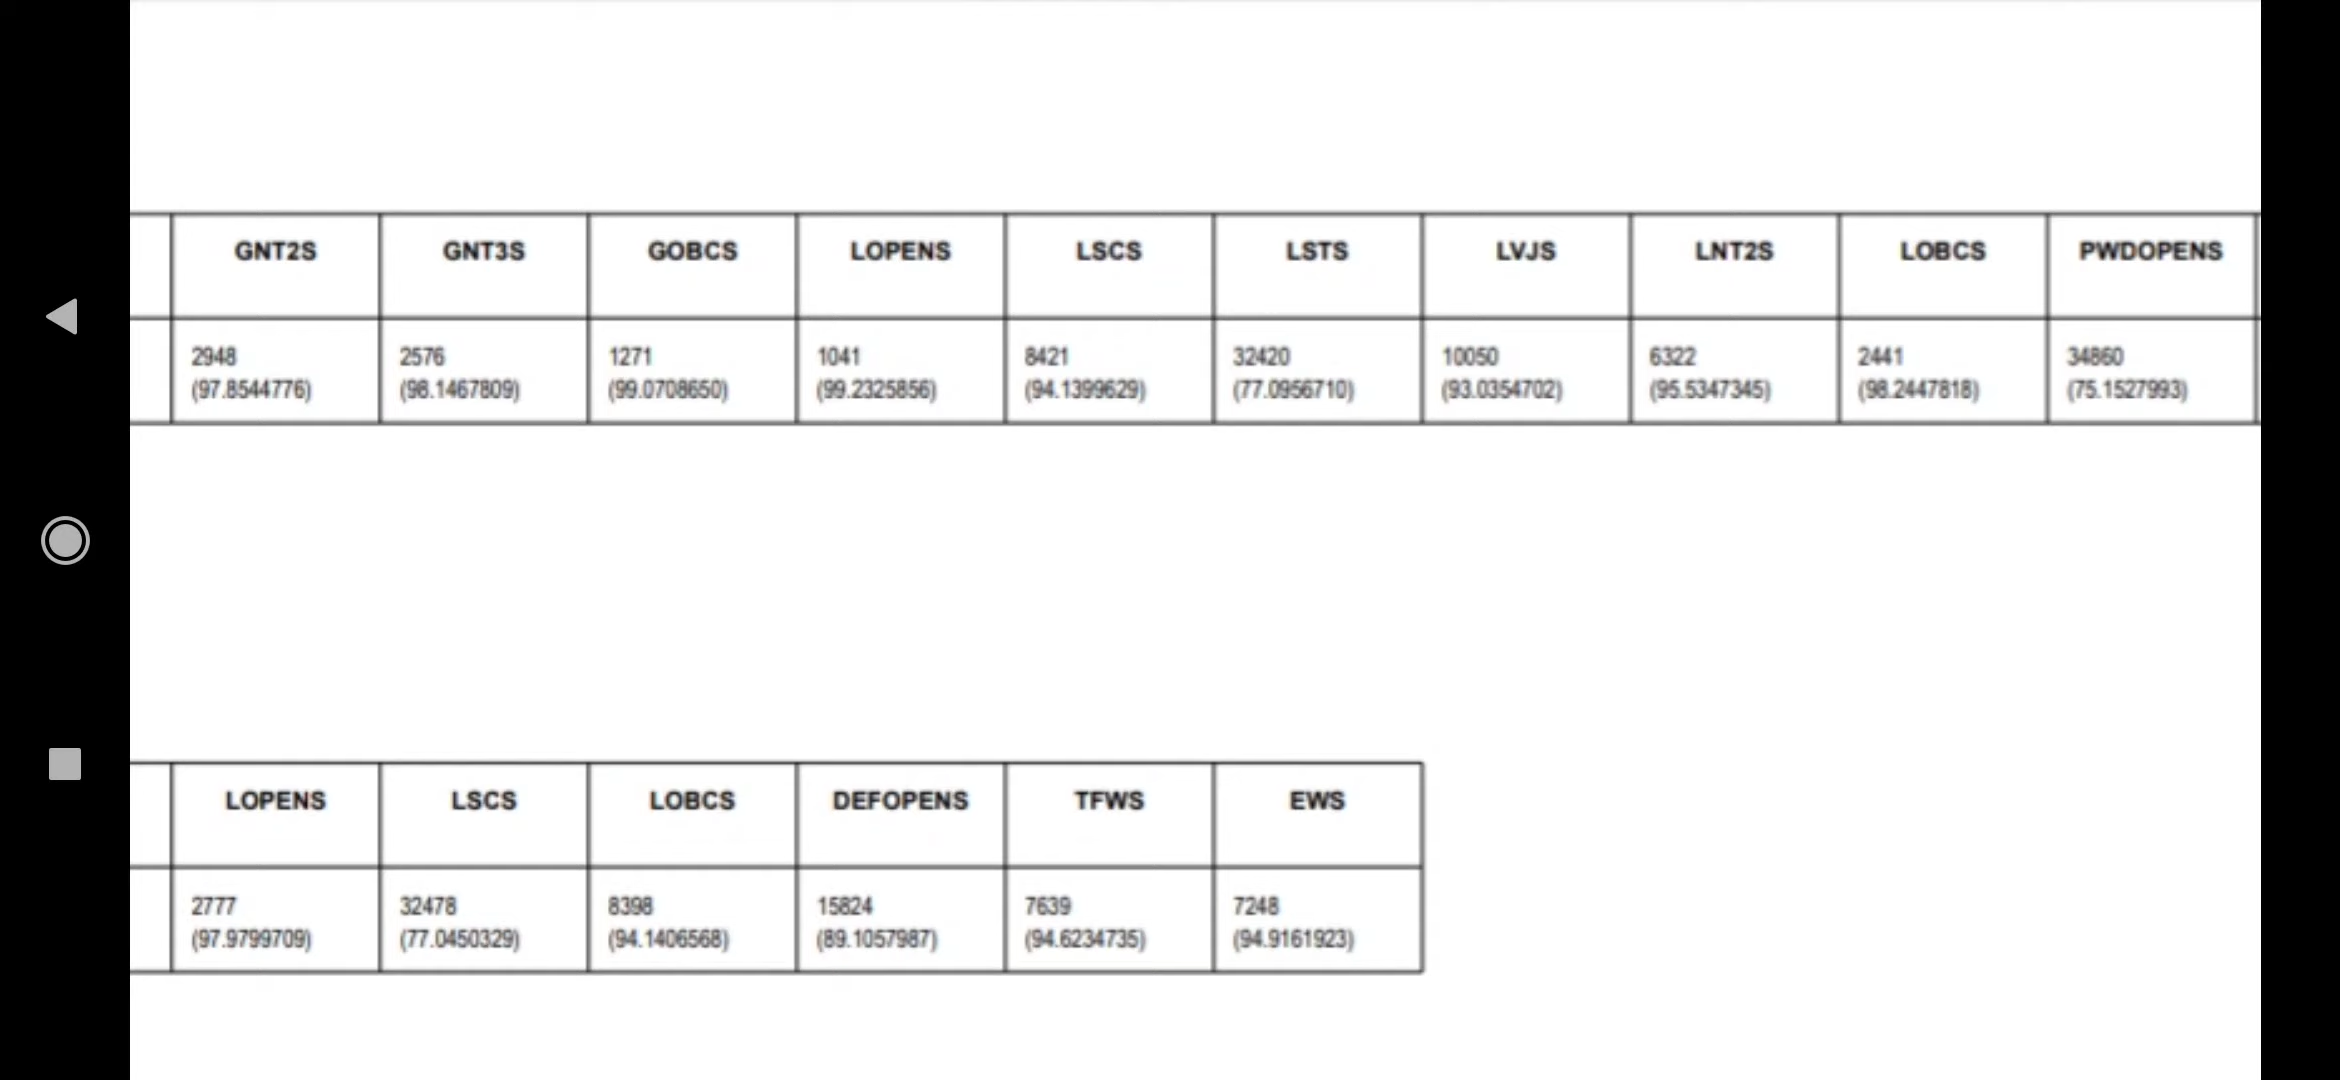 GNT2S GNT3S GOBCS LOPENS LSCS LSTS LVJS LNT2S LOBCS PWDOPENS
2948 2576 1271 1041 8421 32420 10050 6322 2441 34860
(97.8544776) (98.1467809) (99.0708650) (99.2325856) (94.1399629) (77.0956710) (93.0354702) (95.5347345) (98.2447818) (75.1527993)
LOPENS LSCS LOBCS DEFOPENS TFWS EWS
2777 32478 8398 15824 7639 7248
(97.9799709) (77.0450329) (94.1406568) (89.1057987) (94.6234735) (94.9161923)